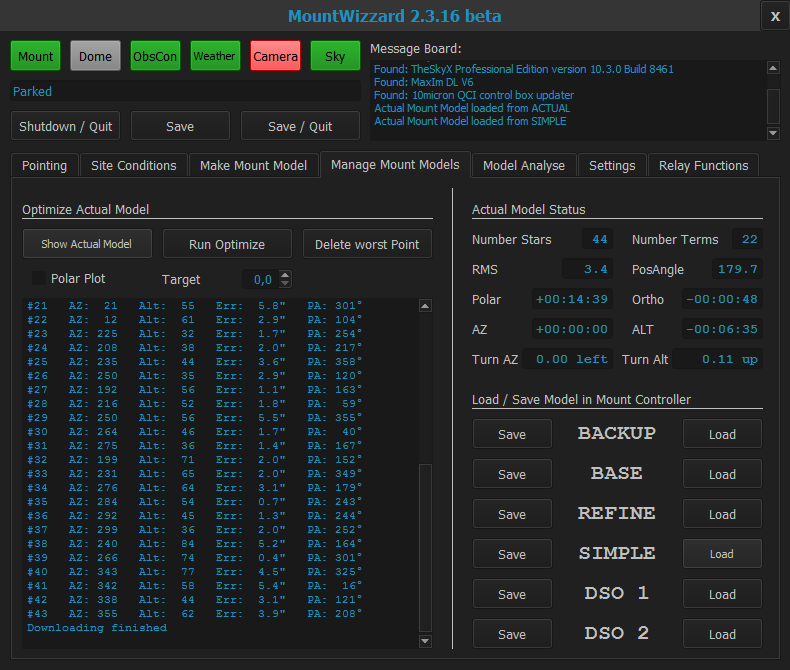 MountWizzard 2.3.16 beta
X
Mount Dome ObsCon Weather Camera Sky
Message Board:
Found: TheSkyX Professional Edition version 10.3.0 Build 8461
Found: MaxIm DL V6
Found: 10micron QCI control box updater
Actual Mount Model loaded from ACTUAL
Actual Mount Model loaded from SIMPLE
Parked
Shutdown / Quit Save Save / Quit
Pointing Site Conditions Make Mount Model Manage Mount Models Model Analyse Settings Relay Functions
Optimize Actual Model
Show Actual Model Run Optimize Delete worst Point
Polar Plot Target 0,0
#21 AZ: 21 Alt: 55 Err: 5.8" PA: 301°
#22 AZ: 12 Alt: 61 Err: 2.9" PA: 104°
#23 AZ: 225 Alt: 32 Err: 1.7" PA: 254°
#24 AZ: 208 Alt: 38 Err: 2.0" PA: 217°
#25 AZ: 235 Alt: 44 Err: 3.6" PA: 358°
#26 AZ: 250 Alt: 35 Err: 2.9" PA: 120°
#27 AZ: 192 Alt: 56 Err: 1.1" PA: 163°
#28 AZ: 216 Alt: 52 Err: 1.8" PA: 59°
#29 AZ: 250 Alt: 56 Err: 5.5" PA: 355°
#30 AZ: 264 Alt: 46 Err: 1.7" PA: 40°
#31 AZ: 275 Alt: 36 Err: 1.4" PA: 167°
#32 AZ: 199 Alt: 71 Err: 2.0" PA: 152°
#33 AZ: 231 Alt: 65 Err: 2.0" PA: 349°
#34 AZ: 276 Alt: 64 Err: 3.1" PA: 179°
#35 AZ: 284 Alt: 54 Err: 0.7" PA: 243°
#36 AZ: 292 Alt: 45 Err: 1.3" PA: 244°
#37 AZ: 299 Alt: 36 Err: 2.0" PA: 252°
#38 AZ: 240 Alt: 84 Err: 5.2" PA: 164°
#39 AZ: 266 Alt: 74 Err: 0.4" PA: 301°
#40 AZ: 343 Alt: 77 Err: 4.5" PA: 325°
#41 AZ: 342 Alt: 58 Err: 5.4" PA: 16°
#42 AZ: 338 Alt: 44 Err: 3.1" PA: 121°
#43 AZ: 355 Alt: 62 Err: 3.9" PA: 208°
Downloading finished
Actual Model Status
Number Stars 44 Number Terms 22
RMS 3.4 PosAngle 179.7
Polar +00:14:39 Ortho -00:00:48
AZ +00:00:00 ALT -00:06:35
Turn AZ 0.00 left Turn Alt 0.11 up
Load / Save Model in Mount Controller
Save BACKUP Load
Save BASE Load
Save REFINE Load
Save SIMPLE Load
Save DSO 1 Load
Save DSO 2 Load